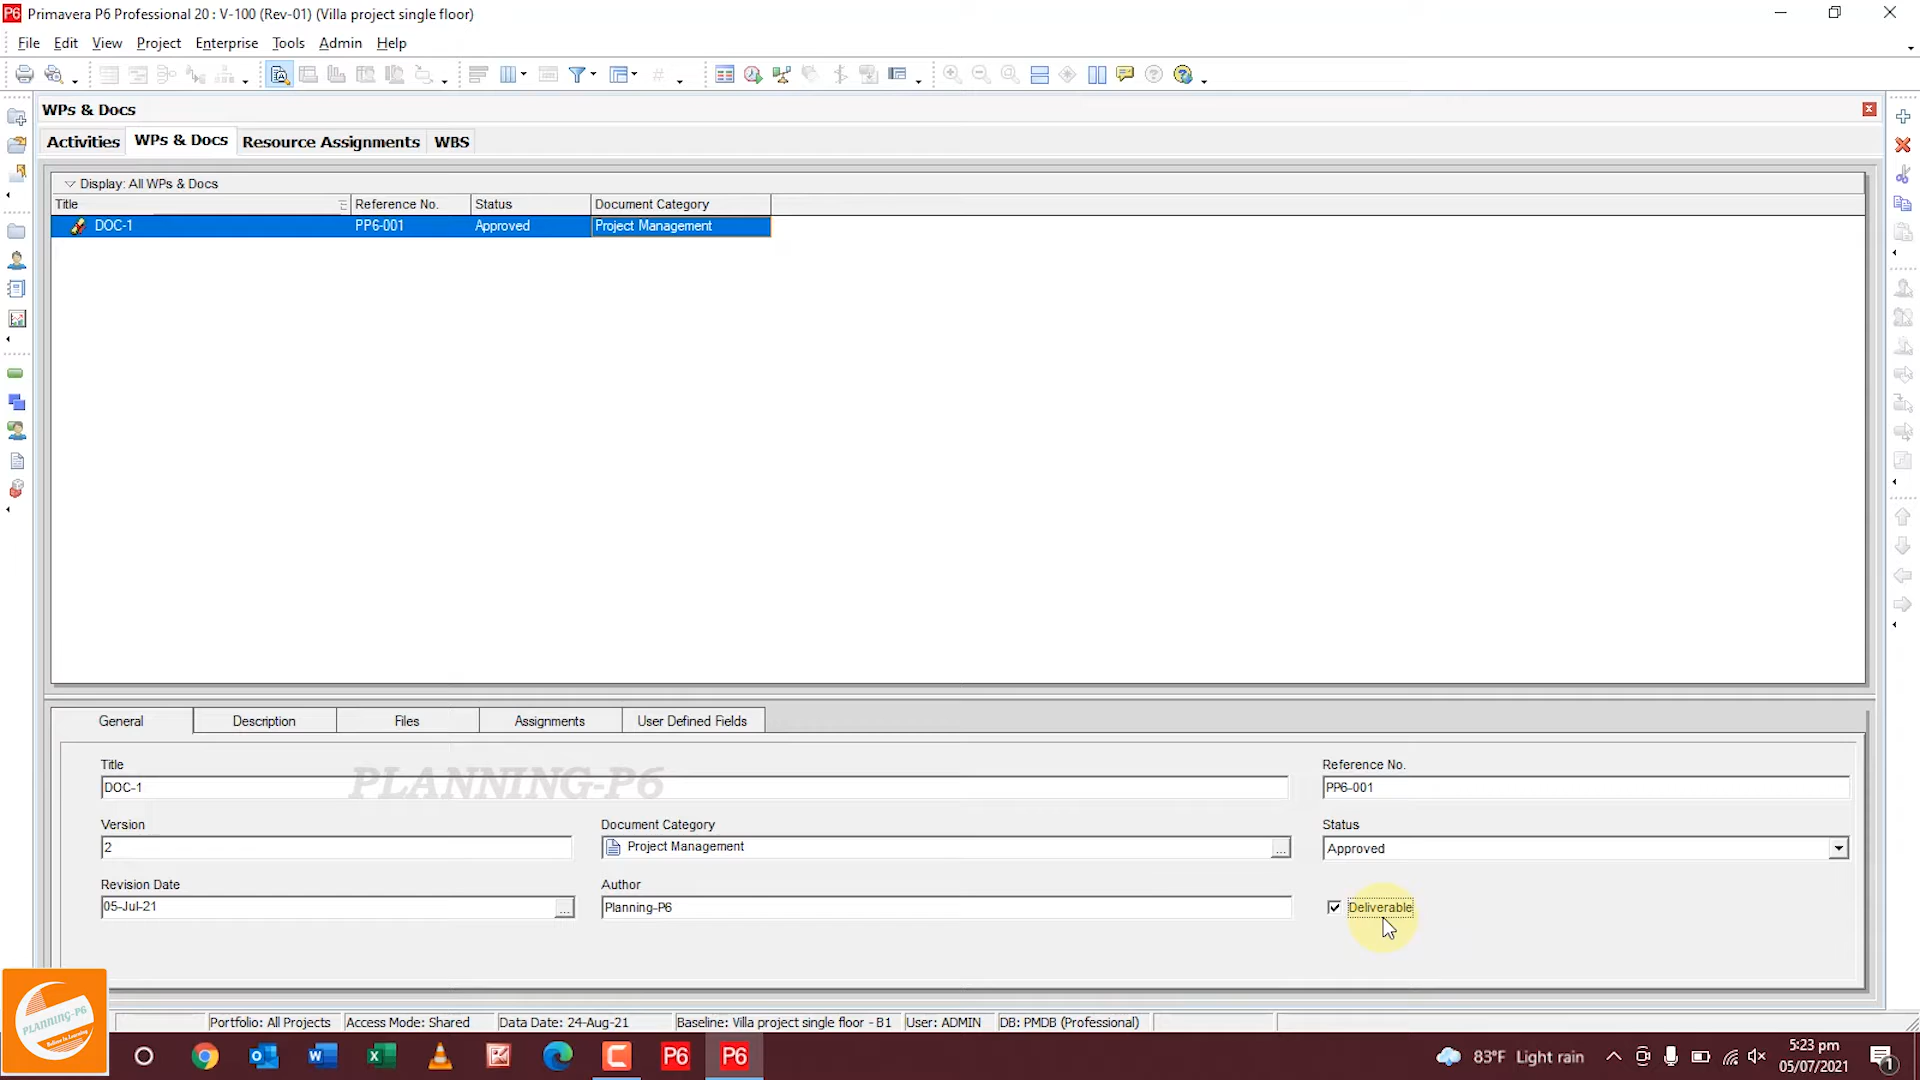 Primavera P6 Professional 20 : V-100 (Rev-01) (Villa project single floor)
File Edit View Project Enterprise Tools Admin Help
WPs & Docs
Activities WPs & Docs Resource Assignments WBS
Display: All WPs & Docs
Title Reference No. Status Document Category
DOC-1 PP6-001 Approved Project Management
General Description Files Assignments User Defined Fields
Title Reference No.
DOC-1 PP6-001
PLANNING-P6
Version Document Category Status
2 Project Management Approved
Revision Date Author
05-Jul-21 Planning-P6 Deliverable
PLANNING-P6
Portfolio: All Projects Access Mode: Shared Data Date: 24-Aug-21 Baseline: Villa project single floor - B1 User: ADMIN DB: PMDB (Professional)
83°F Light rain
5:23 pm
05/07/2021